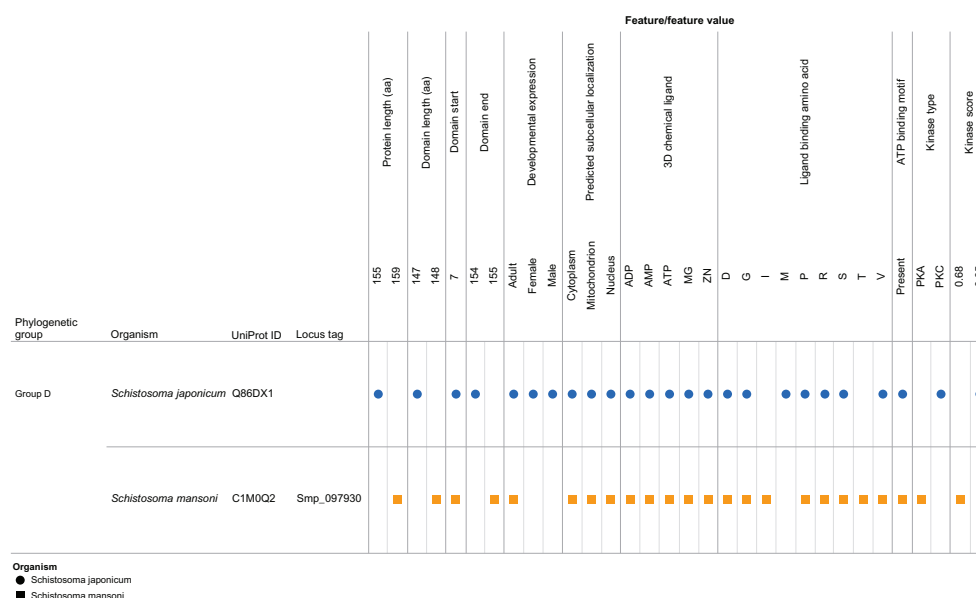 Feature/feature value
Protein length (aa)
Domain length (aa)
Domain start
Domain end
Developmental expression
Predicted subcellular localization
3D chemical ligand
Ligand binding amino acid
ATP binding motif
Kinase type
Kinase score
155
159
147
148
7
154
155
Adult
Female
Male
Cytoplasm
Mitochondrion
Nucleus
ADP
AMP
ATP
MG
ZN
D
G
I
M
P
R
S
T
V
Present
PKA
PKC
0.68
Phylogenetic
group
Organism
UniProt ID
Locus tag
Group D
Schistosoma japonicum Q86DX1
Schistosoma mansoni C1M0Q2 Smp_097930
Organism
Schistosoma japonicum
Schistosoma mansoni